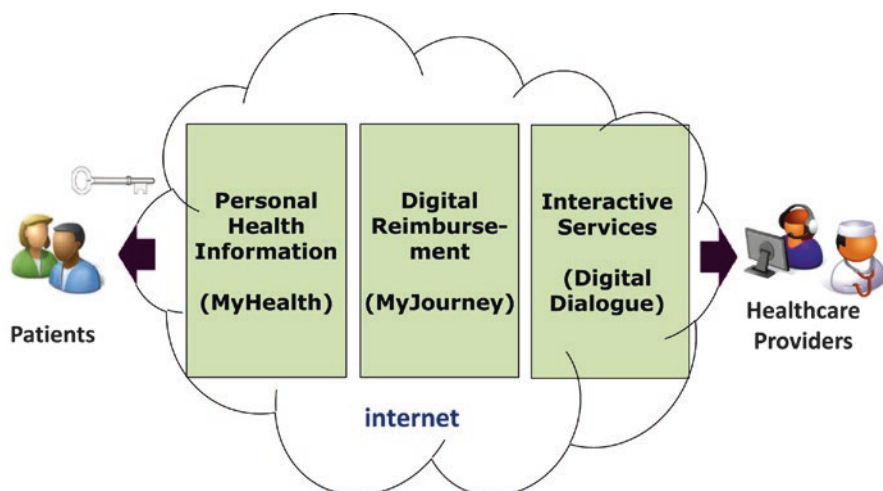 Personal
Health
Information
(MyHealth)
Digital
Reimburse-
ment
(MyJourney)
Interactive
Services
(Digital
Dialogue)
Patients
Healthcare
Providers
internet